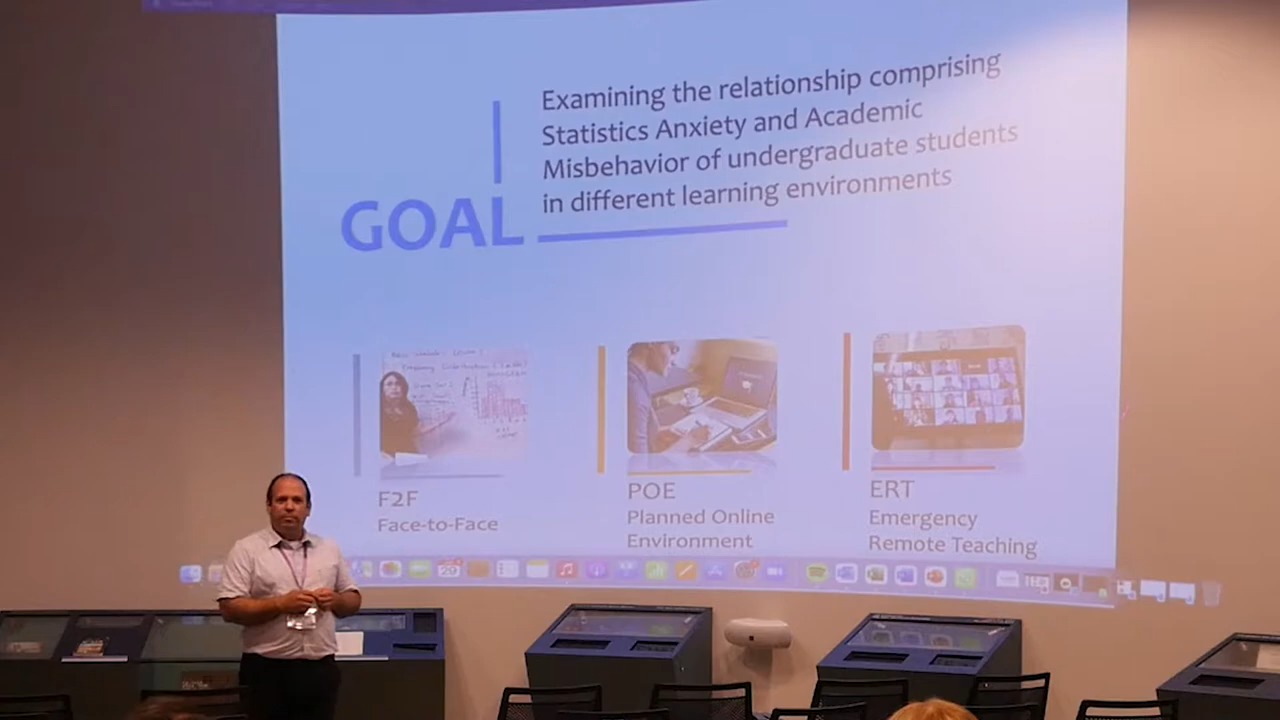 Examining the relationship comprising
Statistics Anxiety and Academic
Misbehavior of undergraduate students
in different learning environments
GOAL
F2F
Face-to-Face
POE
Planned Online
Environment
ERT
Emergency
Remote Teaching
29